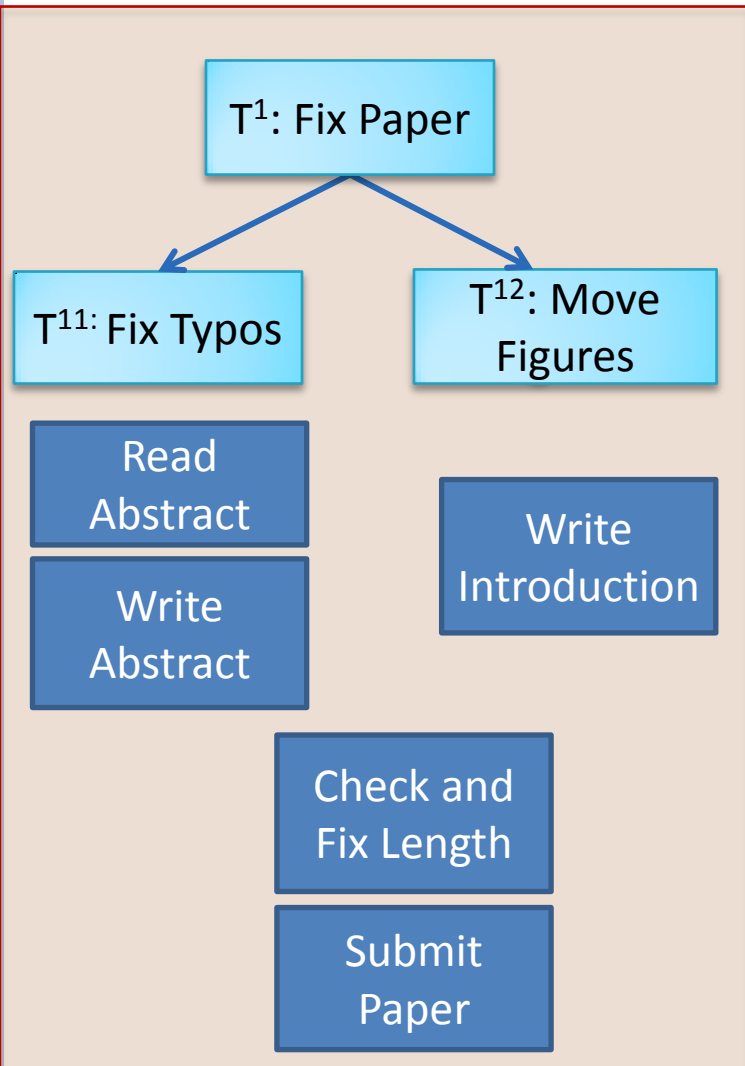 T¹: Fix Paper
T¹¹: Fix Typos
T¹²: Move
Figures
Read
Abstract
Write
Abstract
Write
Introduction
Check and
Fix Length
Submit
Paper